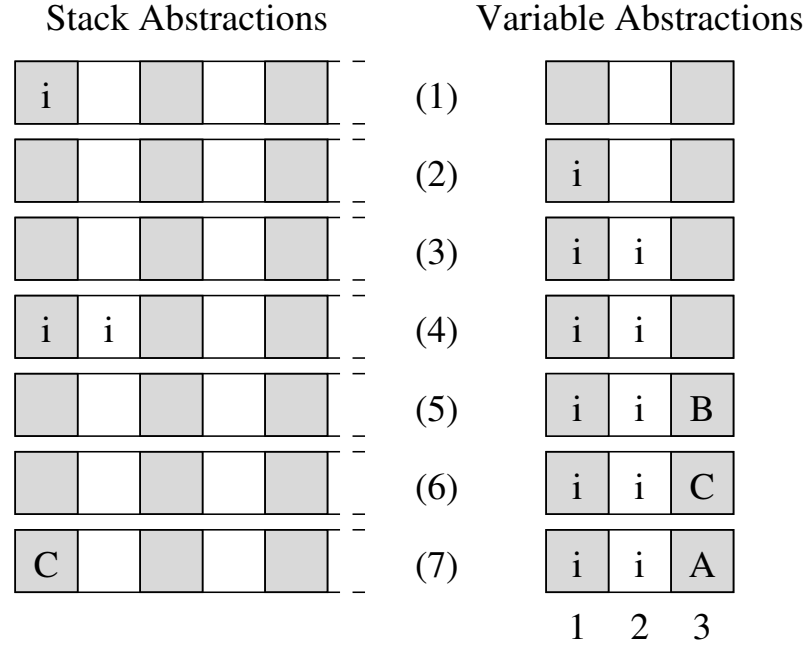 Stack Abstractions Variable Abstractions
i (1)
(2) i
(3) i i
i i (4) i i
(5) i i B
(6) i i C
C (7) i i A
1 2 3